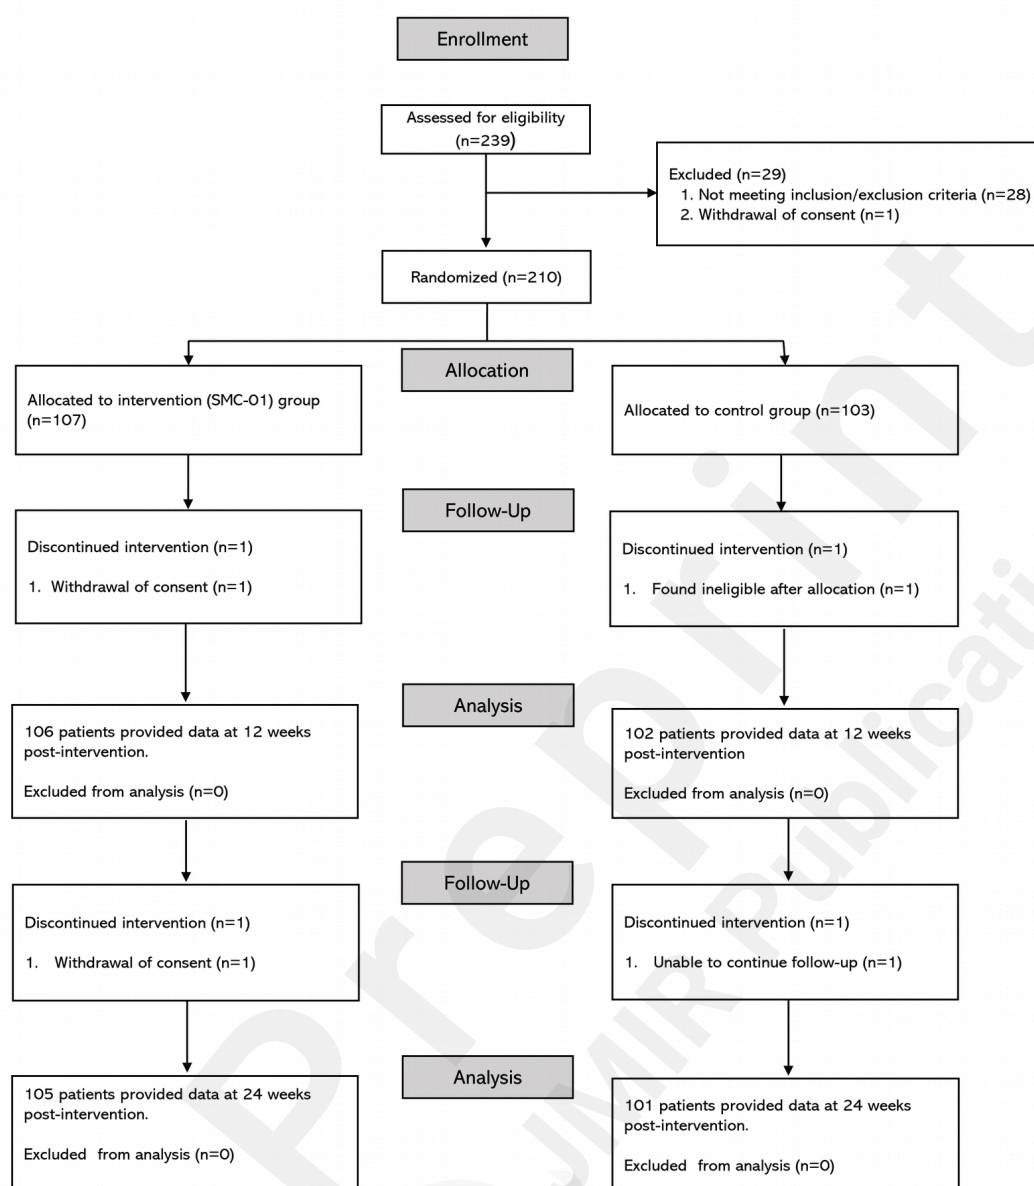 Enrollment
Assessed for eligibility
(n=239)
Excluded (n=29)
1. Not meeting inclusion/exclusion criteria (n=28)
2. Withdrawal of consent (n=1)
Randomized (n=210)
Allocation
Allocated to intervention (SMC-01) group
(n=107)
Allocated to control group (n=103)
Follow-Up
Discontinued intervention (n=1)
1. Withdrawal of consent (n=1)
Discontinued intervention (n=1)
1. Found ineligible after allocation (n=1)
Analysis
106 patients provided data at 12 weeks
post-intervention.
Excluded from analysis (n=0)
102 patients provided data at 12 weeks
post-intervention
Excluded from analysis (n=0)
Follow-Up
Discontinued intervention (n=1)
1. Withdrawal of consent (n=1)
Discontinued intervention (n=1)
1. Unable to continue follow-up (n=1)
Analysis
105 patients provided data at 24 weeks
post-intervention.
Excluded from analysis (n=0)
101 patients provided data at 24 weeks
post-intervention.
Excluded from analysis (n=0)
Preprint
JMIR